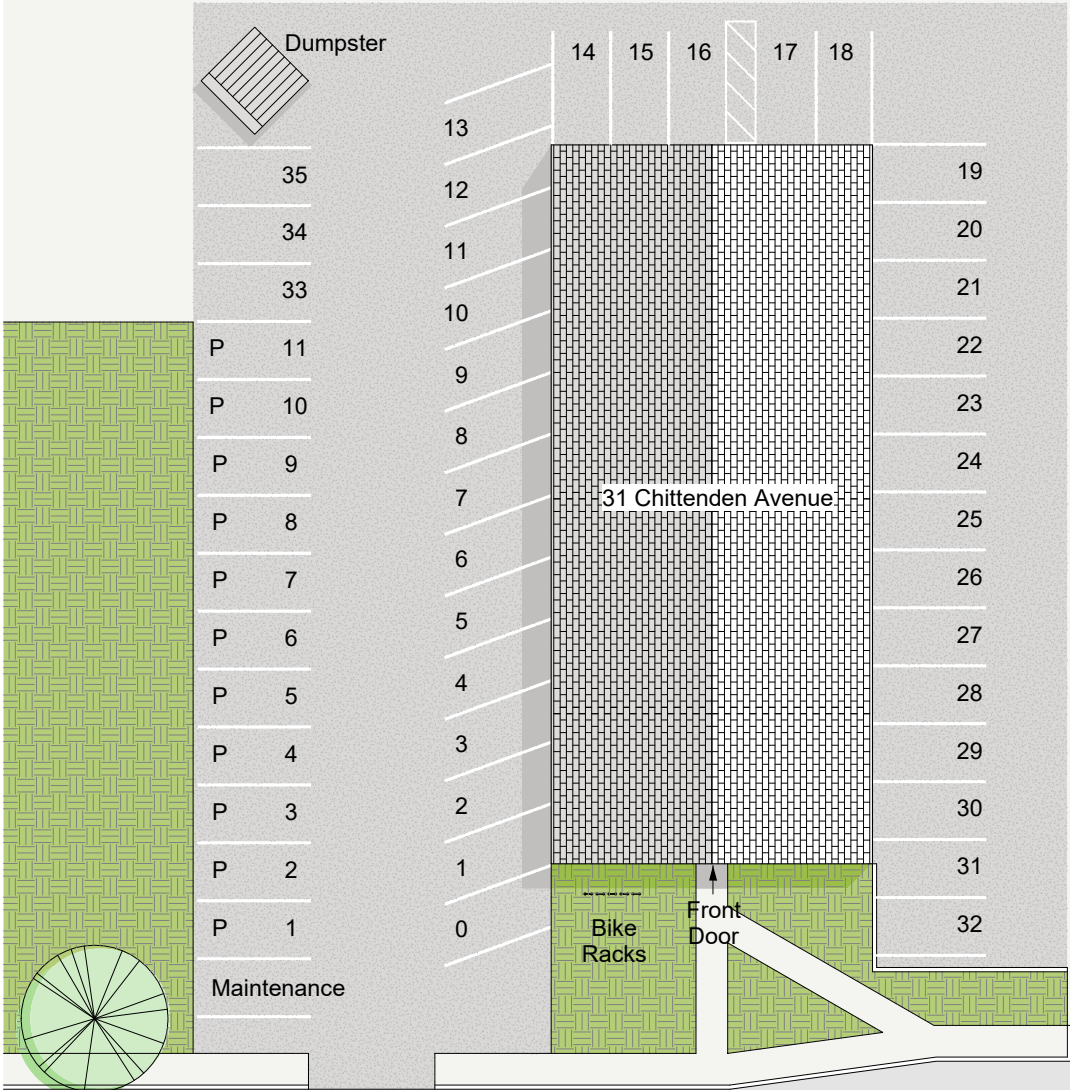 Dumpster
14 15 16 17 18
13
35
12
19
34
20
11
33
21
10
P 11
22
9
P 10
23
8
P 9
24
31 Chittenden Avenue
7
P 8
25
6
P 7
26
5
P 6
27
4
P 5
28
3
P 4
29
2
P 3
30
1
P 2
31
0
P 1
32
Front
Door
Bike
Racks
Maintenance